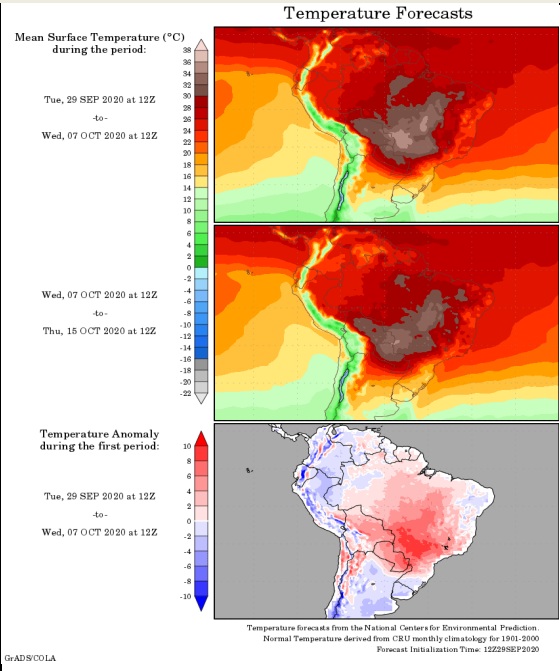 Temperature Forecasts
Mean Surface Temperature (°C)
during the period:
Tue, 29 SEP 2020 at 12Z
-to-
Wed, 07 OCT 2020 at 12Z
38
36
34
32
30
28
26
24
22
20
18
16
14
12
10
8
6
4
2
0
-2
-4
-6
-8
-10
-12
-14
-16
-18
-20
-22
Wed, 07 OCT 2020 at 12Z
-to-
Thu, 15 OCT 2020 at 12Z
Temperature Anomaly
during the first period:
Tue, 29 SEP 2020 at 12Z
-to-
Wed, 07 OCT 2020 at 12Z
10
8
6
4
2
0
-2
-4
-6
-8
-10
Temperature forecasts from the National Centers for Environmental Prediction.
Normal Temperature derived from CRU monthly climatology for 1901-2000
Forecast Initialization Time: 12Z29SEP2020
GrADS/COLA